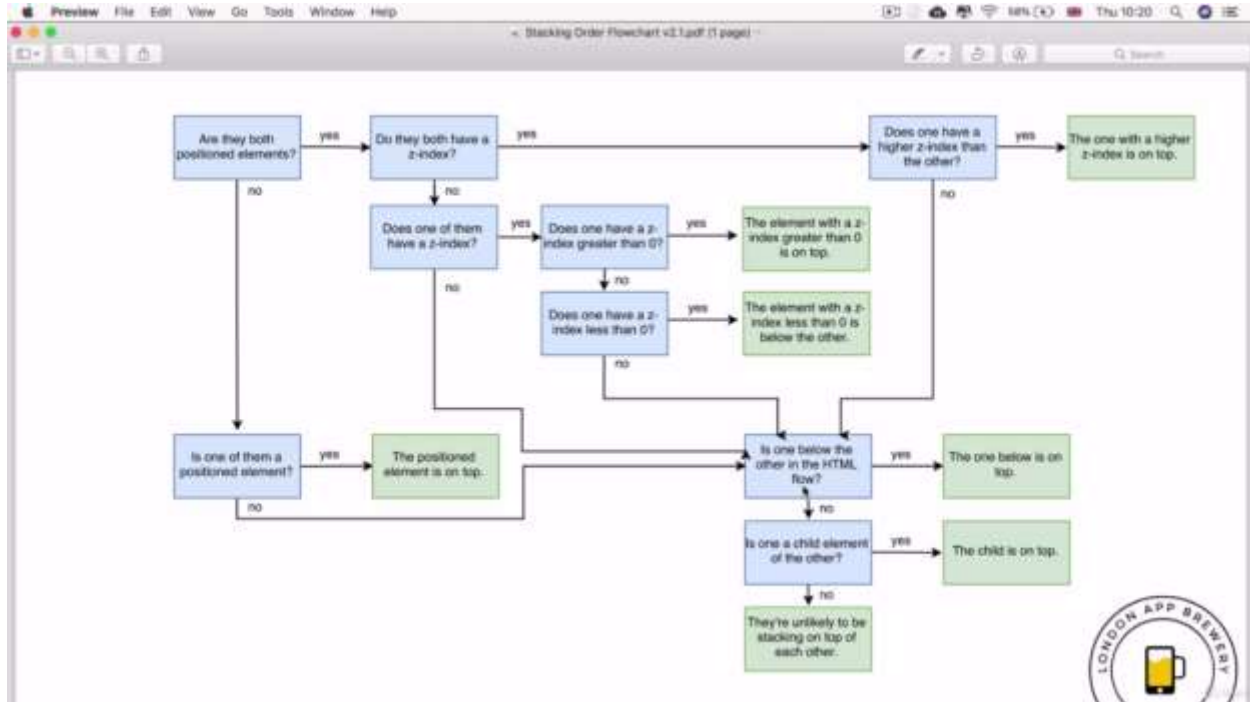 Preview File Edit View Go Tools Window Help
Thu 10:20
Stacking Order Flowchart v2.1.pdf (1 page)
Search
Are they both
positioned elements?
yes
Do they both have a
z-index?
yes
Does one have a
higher z-index than
the other?
yes
The one with a higher
z-index is on top.
no
no
no
Does one of them
have a z-index?
yes
Does one have a z-
index greater than 0?
yes
The element with a z-
index greater than 0
is on top.
no
no
Does one have a z-
index less than 0?
yes
The element with a z-
index less than 0 is
below the other.
no
Is one of them a
positioned element?
yes
The positioned
element is on top.
Is one below the
other in the HTML
flow?
yes
The one below is on
top.
no
no
Is one a child element
of the other?
yes
The child is on top.
no
They're unlikely to be
stacking on top of
each other.
LONDON APP BREWERY